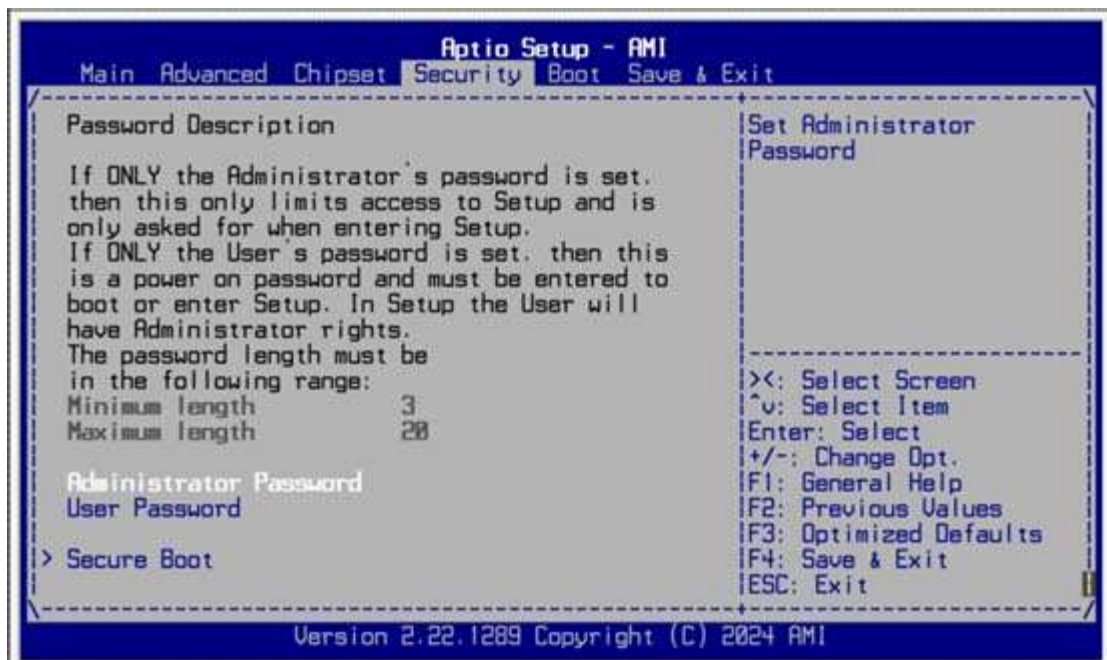 Aptio Setup - AMI
Main Advanced Chipset Security Boot Save & Exit
Password Description
If ONLY the Administrator's password is set,
then this only limits access to Setup and is
only asked for when entering Setup.
If ONLY the User's password is set, then this
is a power on password and must be entered to
boot or enter Setup. In Setup the User will
have Administrator rights.
The password length must be
in the following range:
Minimum length 3
Maximum length 20
Administrator Password
User Password
> Secure Boot
Set Administrator
Password
><: Select Screen
^v: Select Item
Enter: Select
+/-: Change Opt.
F1: General Help
F2: Previous Values
F3: Optimized Defaults
F4: Save & Exit
ESC: Exit
Version 2.22.1289 Copyright (C) 2024 AMI